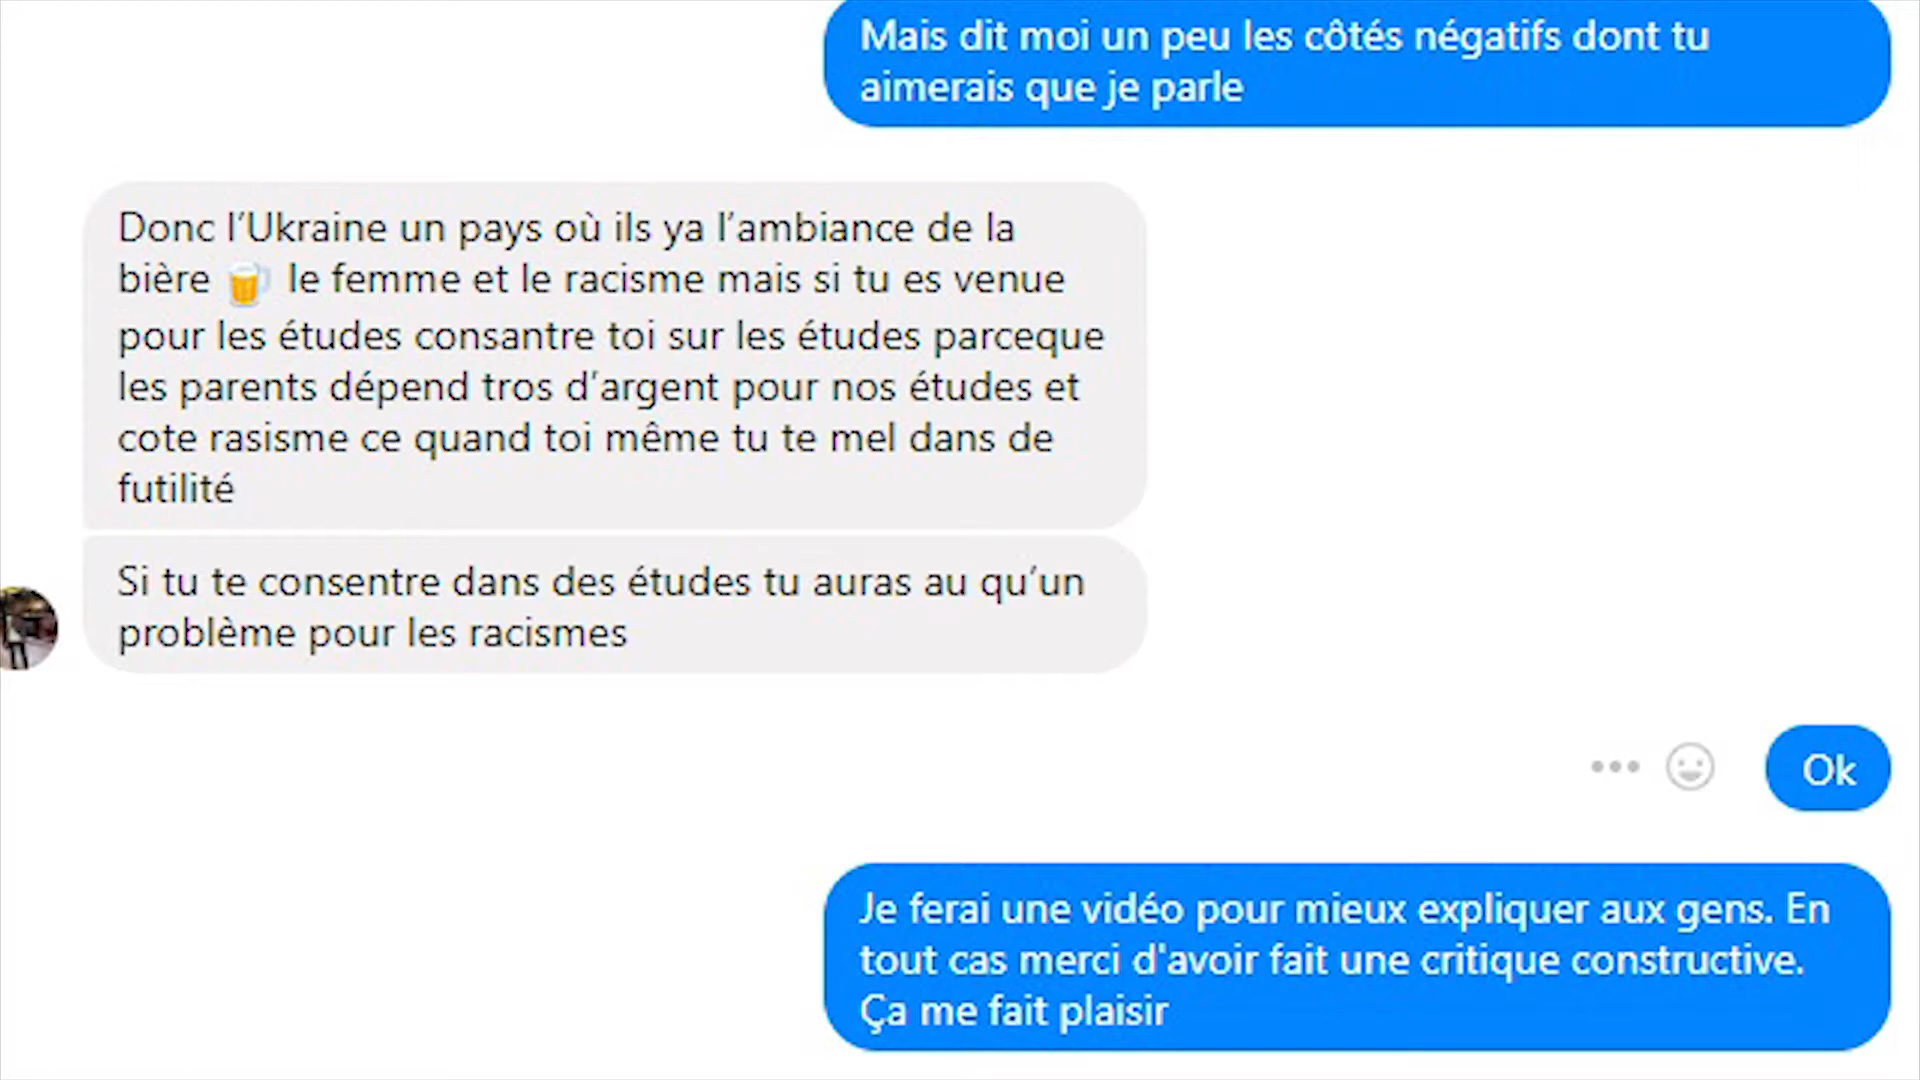 Mais dit moi un peu les côtés négatifs dont tu
aimerais que je parle
Donc l’Ukraine un pays où ils ya l’ambiance de la
bière 🍺 le femme et le racisme mais si tu es venue
pour les études consantre toi sur les études parceque
les parents dépend tros d’argent pour nos études et
cote rasisme ce quand toi même tu te mel dans de
futilité
Si tu te consentre dans des études tu auras au qu’un
problème pour les racismes
Ok
Je ferai une vidéo pour mieux expliquer aux gens. En
tout cas merci d'avoir fait une critique constructive.
Ça me fait plaisir